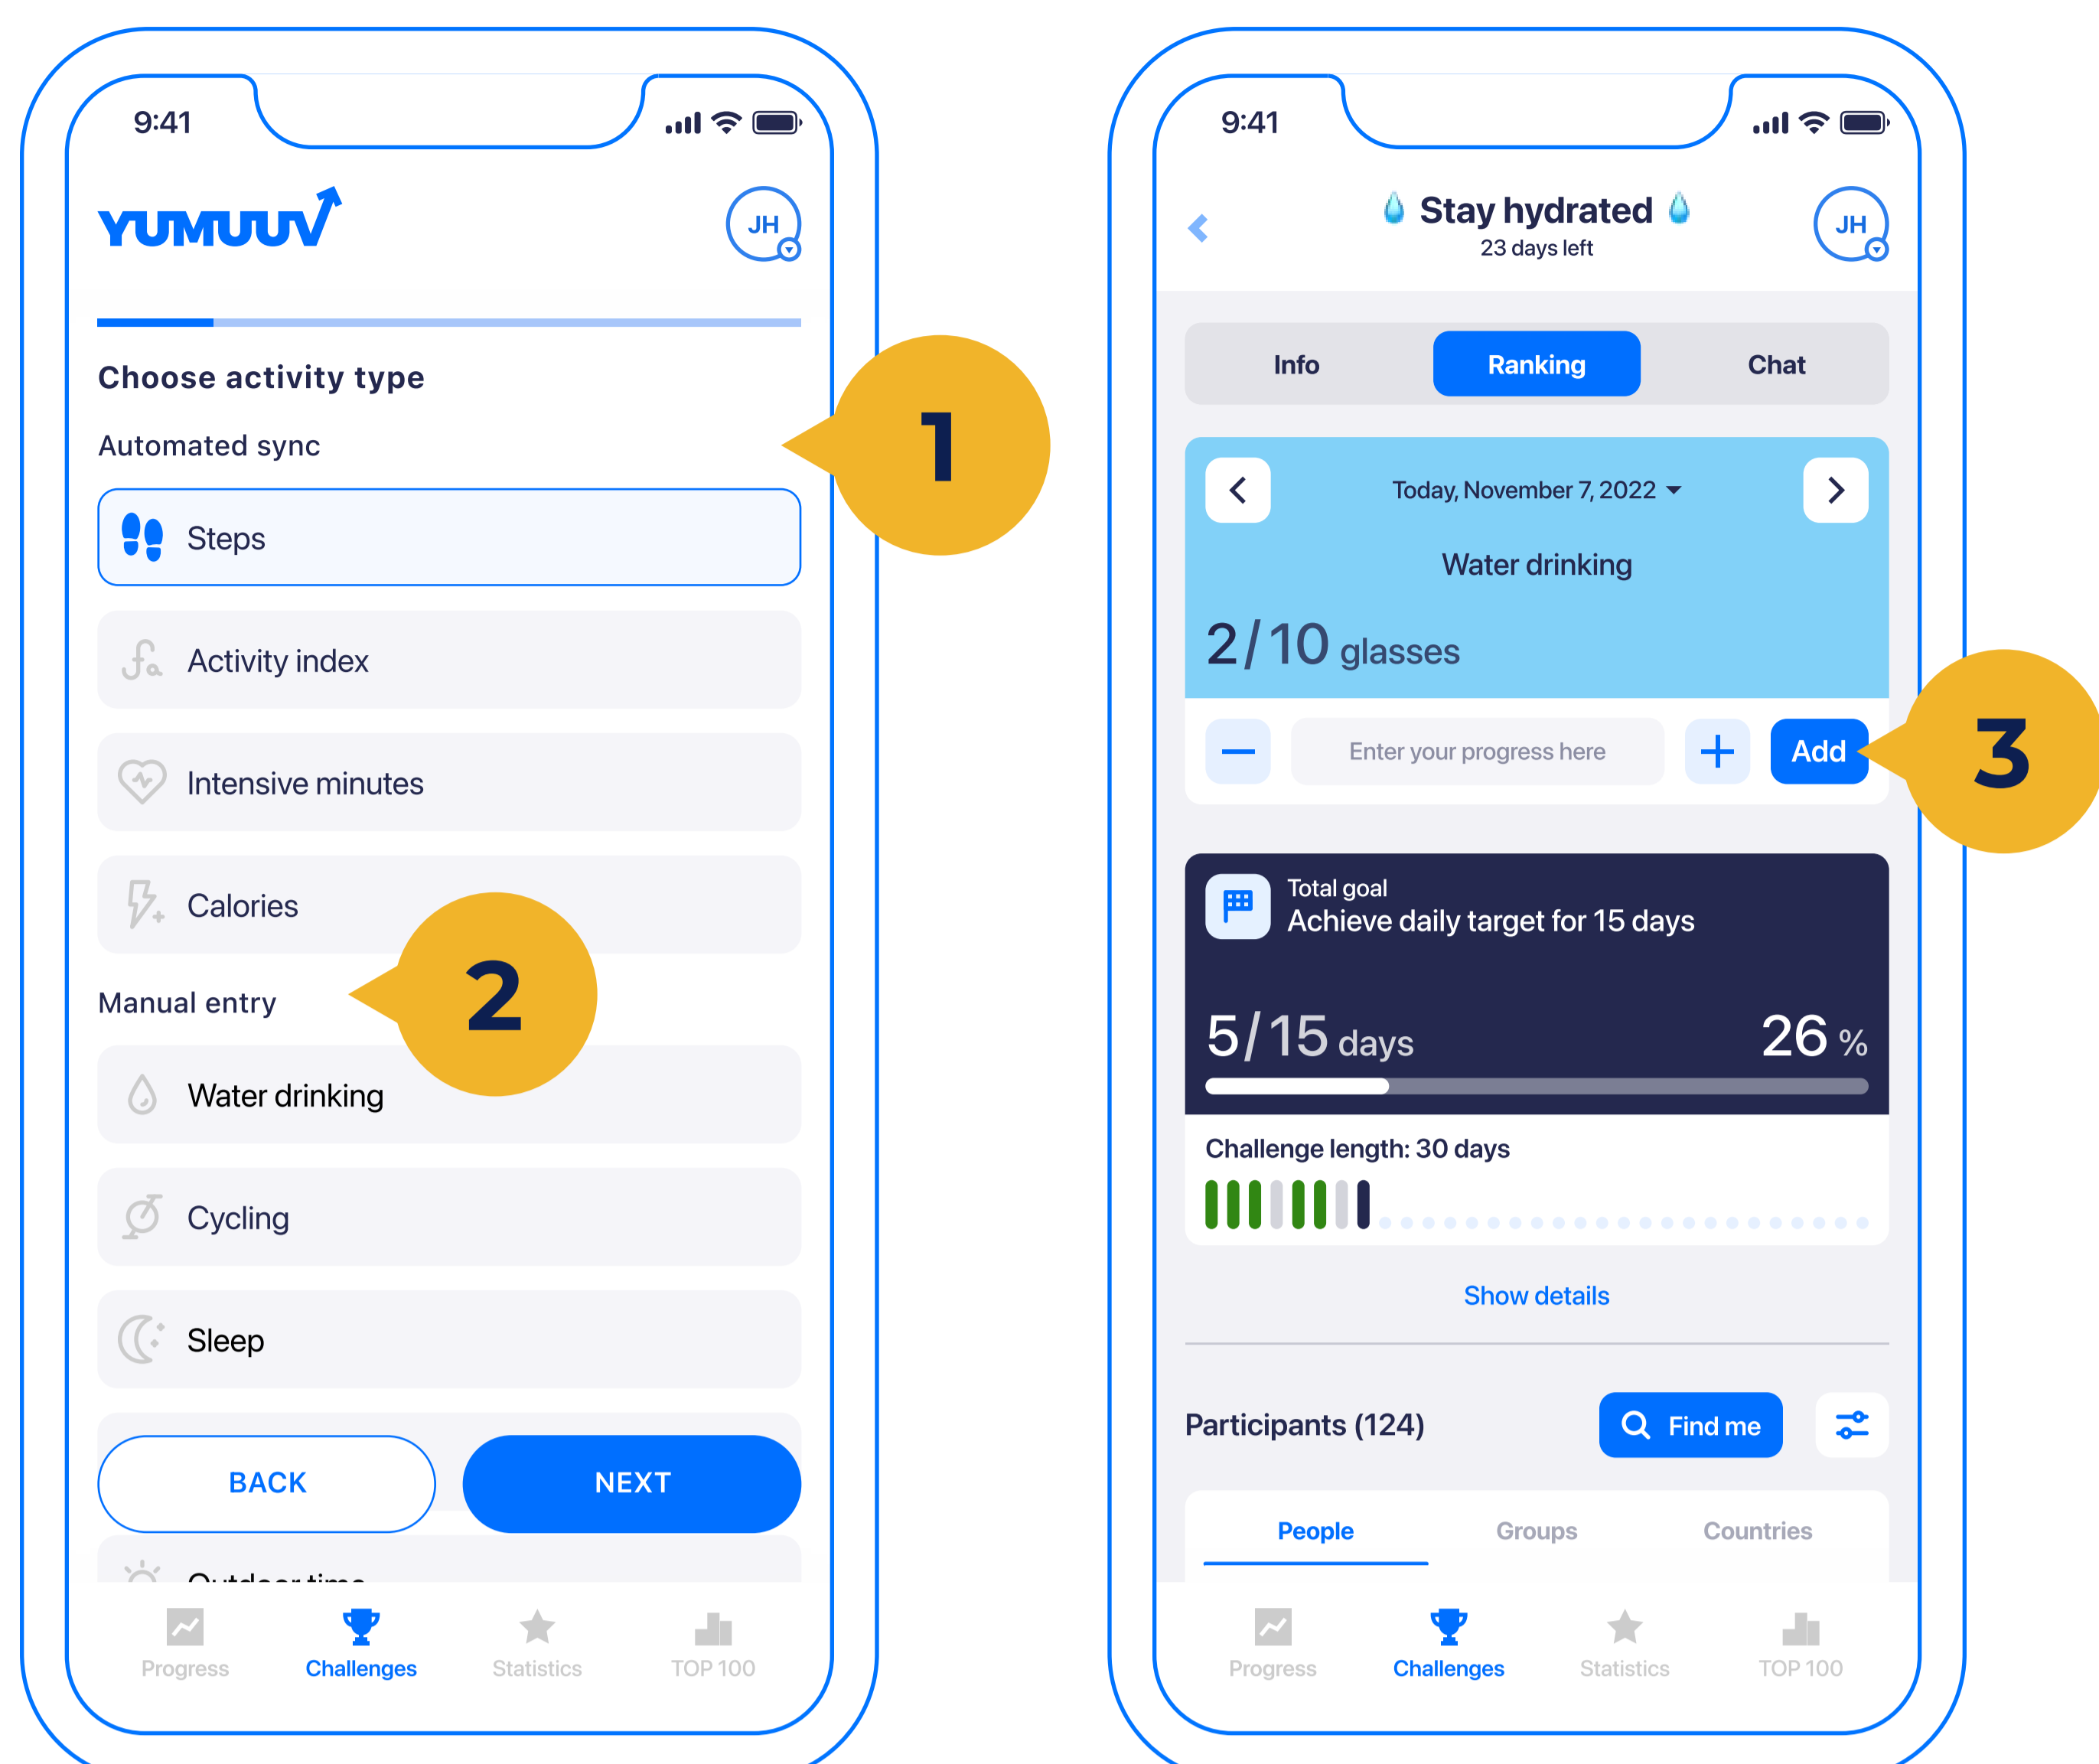 9:41
YUMUUV
JH
Choose activity type
Automated sync
1
Steps
Activity index
Intensive minutes
Calories
2
Manual entry
Water drinking
Cycling
Sleep
BACK
NEXT
Outdoor time
Progress
Challenges
Statistics
TOP 100
9:41
💧 Stay hydrated 💧
23 days left
JH
Info
Ranking
Chat
Today, November 7, 2022
Water drinking
2/10 glasses
Enter your progress here
Add
3
Total goal
Achieve daily target for 15 days
5/15 days
26 %
Challenge length: 30 days
Show details
Participants (124)
Find me
People
Groups
Countries
Progress
Challenges
Statistics
TOP 100